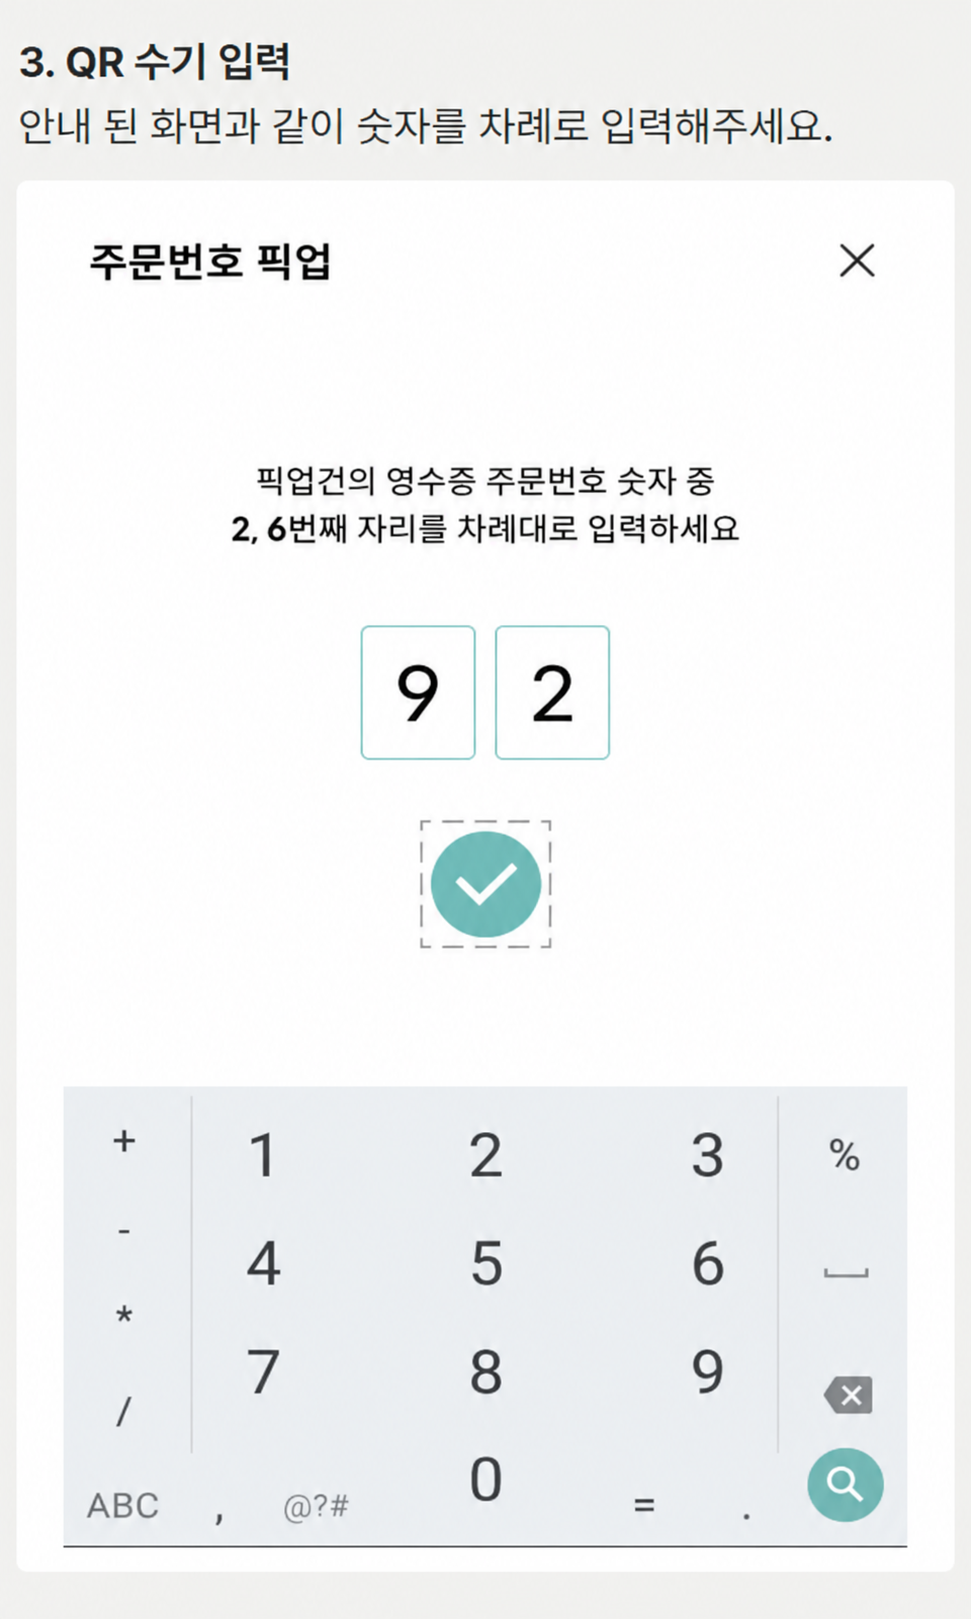 3. QR 수기 입력
안내 된 화면과 같이 숫자를 차례로 입력해주세요.
주문번호 픽업
픽업건의 영수증 주문번호 숫자 중
2, 6번째 자리를 차례대로 입력하세요
9 2
+ 1 2 3 %
- 4 5 6
* 7 8 9
/ 0
ABC , @?# = .